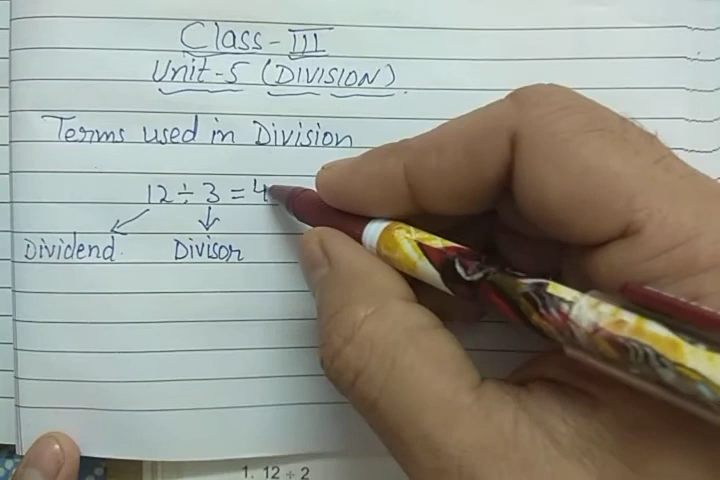 Class-III
Unit-5 (DIVISION).
Terms used in Division
12 ÷ 3 = 4
Dividend. Divisor
1. 12 ÷ 2